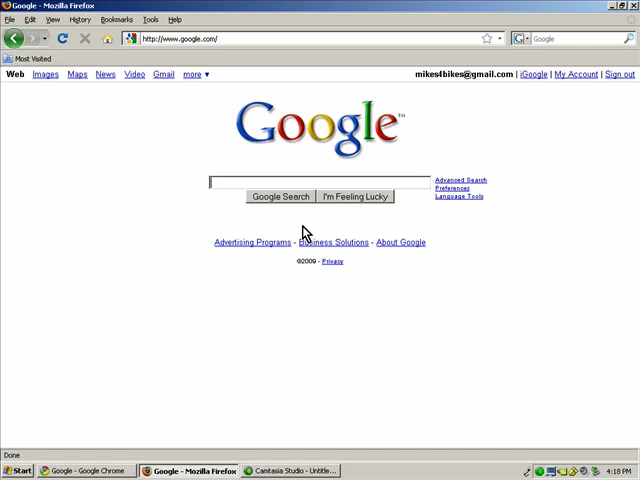 Google - Mozilla Firefox
File Edit View History Bookmarks Tools Help
http://www.google.com/
Google
Most Visited
Web Images Maps News Video Gmail more ▼
mikes4bikes@gmail.com | iGoogle | My Account | Sign out
Google™
Advanced Search
Preferences
Language Tools
Google Search
I'm Feeling Lucky
Advertising Programs - Business Solutions - About Google
©2009 - Privacy
Done
Start
Google - Google Chrome
Google - Mozilla Firefox
Camtasia Studio - Untitle...
4:18 PM